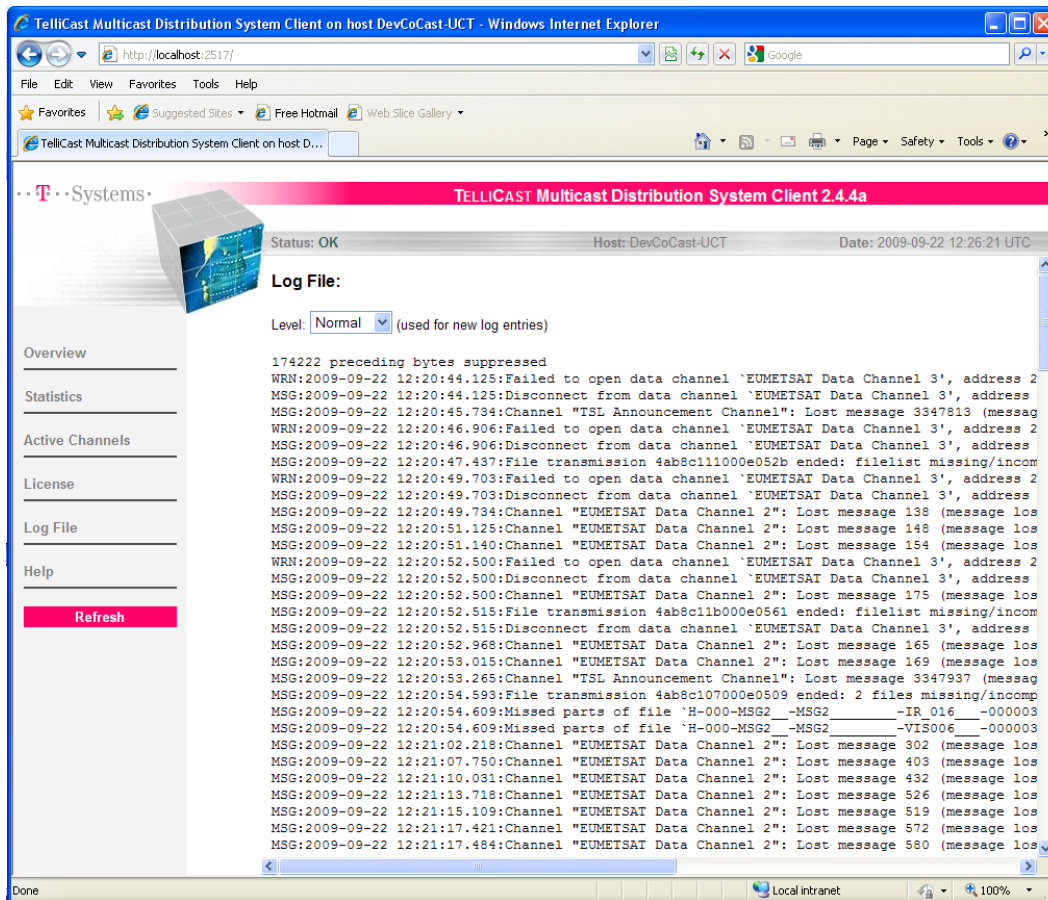 TelliCast Multicast Distribution System Client on host DevCoCast-UCT - Windows Internet Explorer
http://localhost:2517/
Google
File Edit View Favorites Tools Help
Favorites Suggested Sites Free Hotmail Web Slice Gallery
TelliCast Multicast Distribution System Client on host D... Page Safety Tools
··T··Systems·
TELLICAST Multicast Distribution System Client 2.4.4a
Status: OK Host: DevCoCast-UCT Date: 2009-09-22 12:26:21 UTC
Log File:
Level: Normal (used for new log entries)
Overview
Statistics
Active Channels
License
Log File
Help
Refresh
174222 preceding bytes suppressed
WRN:2009-09-22 12:20:44.125:Failed to open data channel `EUMETSAT Data Channel 3', address 2
MSG:2009-09-22 12:20:44.125:Disconnect from data channel `EUMETSAT Data Channel 3', address
MSG:2009-09-22 12:20:45.734:Channel "TSL Announcement Channel": Lost message 3347813 (messag
WRN:2009-09-22 12:20:46.906:Failed to open data channel `EUMETSAT Data Channel 3', address 2
MSG:2009-09-22 12:20:46.906:Disconnect from data channel `EUMETSAT Data Channel 3', address
MSG:2009-09-22 12:20:47.437:File transmission 4ab8c111000e052b ended: filelist missing/incom
WRN:2009-09-22 12:20:49.703:Failed to open data channel `EUMETSAT Data Channel 3', address 2
MSG:2009-09-22 12:20:49.703:Disconnect from data channel `EUMETSAT Data Channel 3', address
MSG:2009-09-22 12:20:49.734:Channel "EUMETSAT Data Channel 2": Lost message 138 (message los
MSG:2009-09-22 12:20:51.125:Channel "EUMETSAT Data Channel 2": Lost message 148 (message los
MSG:2009-09-22 12:20:51.140:Channel "EUMETSAT Data Channel 2": Lost message 154 (message los
WRN:2009-09-22 12:20:52.500:Failed to open data channel `EUMETSAT Data Channel 3', address 2
MSG:2009-09-22 12:20:52.500:Disconnect from data channel `EUMETSAT Data Channel 3', address
MSG:2009-09-22 12:20:52.500:Channel "EUMETSAT Data Channel 2": Lost message 175 (message los
MSG:2009-09-22 12:20:52.515:File transmission 4ab8c11b000e0561 ended: filelist missing/incom
MSG:2009-09-22 12:20:52.515:Disconnect from data channel `EUMETSAT Data Channel 3', address
MSG:2009-09-22 12:20:52.968:Channel "EUMETSAT Data Channel 2": Lost message 165 (message los
MSG:2009-09-22 12:20:53.015:Channel "EUMETSAT Data Channel 2": Lost message 169 (message los
MSG:2009-09-22 12:20:53.265:Channel "TSL Announcement Channel": Lost message 3347937 (messag
MSG:2009-09-22 12:20:54.593:File transmission 4ab8c107000e0509 ended: 2 files missing/incomp
MSG:2009-09-22 12:20:54.609:Missed parts of file `H-000-MSG2__-MSG2________-IR_016___-000003
MSG:2009-09-22 12:20:54.609:Missed parts of file `H-000-MSG2__-MSG2________-VIS006___-000003
MSG:2009-09-22 12:21:02.218:Channel "EUMETSAT Data Channel 2": Lost message 302 (message los
MSG:2009-09-22 12:21:07.750:Channel "EUMETSAT Data Channel 2": Lost message 403 (message los
MSG:2009-09-22 12:21:10.031:Channel "EUMETSAT Data Channel 2": Lost message 432 (message los
MSG:2009-09-22 12:21:13.718:Channel "EUMETSAT Data Channel 2": Lost message 526 (message los
MSG:2009-09-22 12:21:15.109:Channel "EUMETSAT Data Channel 2": Lost message 519 (message los
MSG:2009-09-22 12:21:17.421:Channel "EUMETSAT Data Channel 2": Lost message 572 (message los
MSG:2009-09-22 12:21:17.484:Channel "EUMETSAT Data Channel 2": Lost message 580 (message los
Done Local intranet 100%